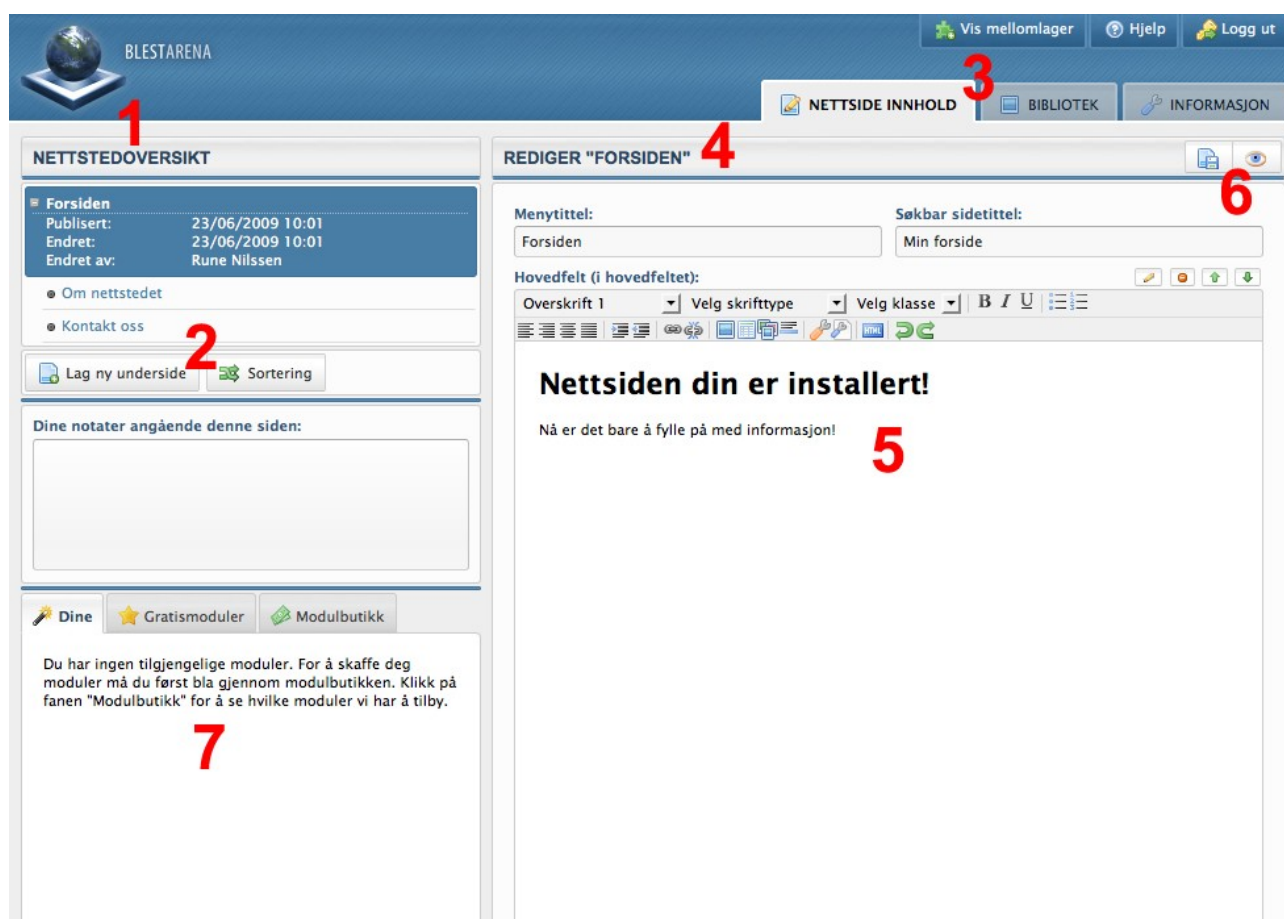 BLESTARENA
Vis mellomlager
Hjelp
Logg ut
3
NETTSIDE INNHOLD
BIBLIOTEK
INFORMASJON
1
NETTSTEDOVERSIKT
Forsiden
Publisert: 23/06/2009 10:01
Endret: 23/06/2009 10:01
Endret av: Rune Nilssen
Om nettstedet
Kontakt oss
2
Lag ny underside
Sortering
Dine notater angående denne siden:
Dine
Gratismoduler
Modulbutikk
Du har ingen tilgjengelige moduler. For å skaffe deg
moduler må du først bla gjennom modulbutikken. Klikk på
fanen "Modulbutikk" for å se hvilke moduler vi har å tilby.
7
REDIGER "FORSIDEN"
4
6
Menytittel:
Søkbar sidetittel:
Forsiden
Min forside
Hovedfelt (i hovedfeltet):
Overskrift 1
Velg skrifttype
Velg klasse
B I U
HTML
Nettsiden din er installert!
Nå er det bare å fylle på med informasjon!
5